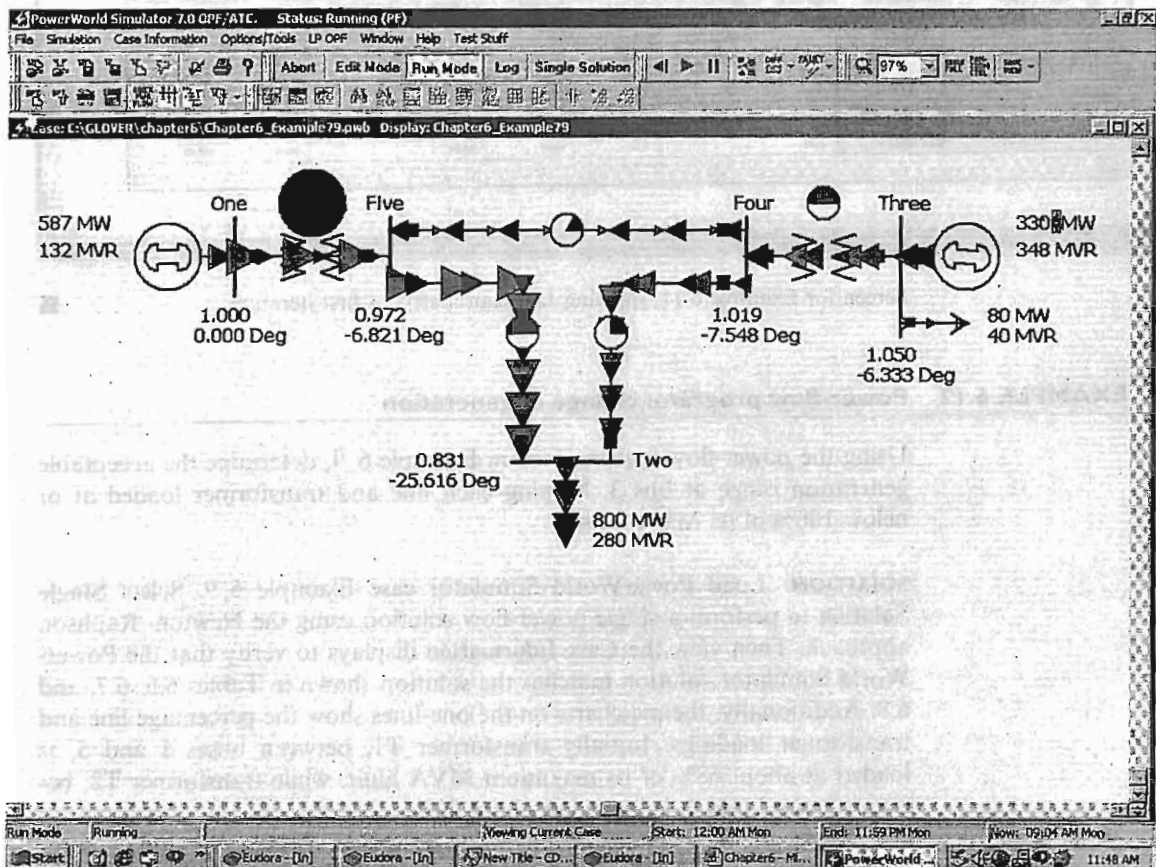 PowerWorld Simulator 7.0 OPF/ATC. Status: Running (PF)
File Simulation Case Information Options/Tools LP OPF Window Help Test Stuff
Abort Edit Mode Run Mode Log Single Solution 97%
Case: C:\GLOVER\chapter6\Chapter6_Example79.pwb Display: Chapter6_Example79
One Five Four Three
587 MW
132 MVR
330 MW
348 MVR
1.000
0.000 Deg
0.972
-6.821 Deg
1.019
-7.548 Deg
80 MW
40 MVR
1.050
-6.333 Deg
0.831
-25.616 Deg
Two
800 MW
280 MVR
Run Mode Running Viewing Current Case Start: 12:00 AM Mon End: 11:59 PM Mon Now: 09:04 AM Mon
Start Eudora - [In] Eudora - [In] New Title - CD... Eudora - [In] Chapter6 - Mi... PowerWorld ... 11:48 AM